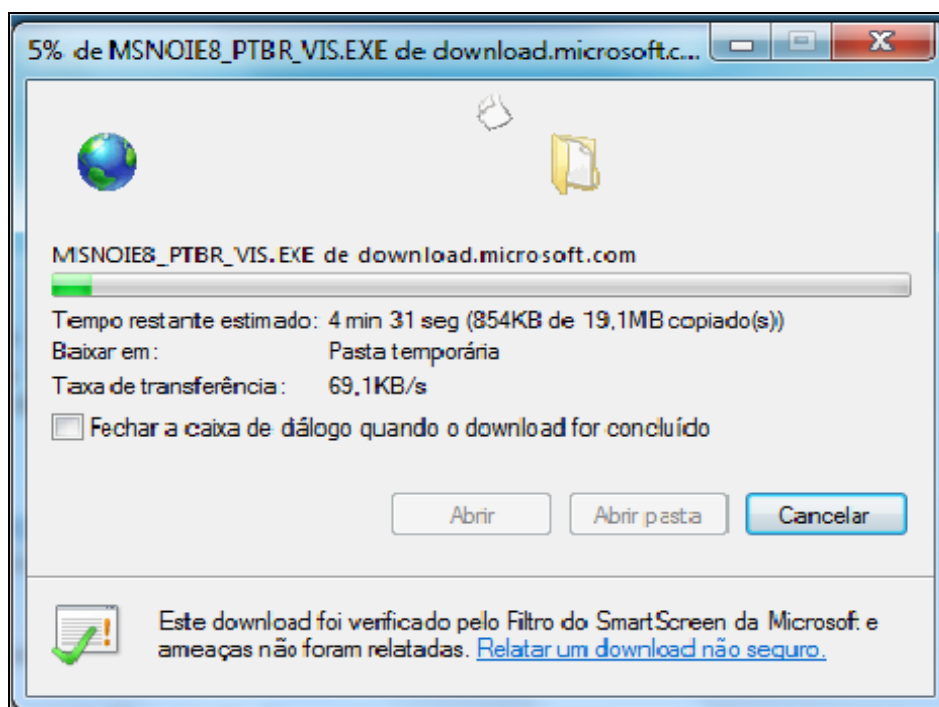 5% de MSNOIE8_PTBR_VIS.EXE de download.microsoft.c...
MSNOIE8_PTBR_VIS.EXE de download.microsoft.com
Tempo restante estimado: 4 min 31 seg (854KB de 19,1MB copiado(s))
Baixar em: Pasta temporária
Taxa de transferência: 69,1KB/s
Fechar a caixa de diálogo quando o download for concluído
Abrir Abrir pasta Cancelar
Este download foi verificado pelo Filtro do SmartScreen da Microsoft e
ameaças não foram relatadas. Relatar um download não seguro.